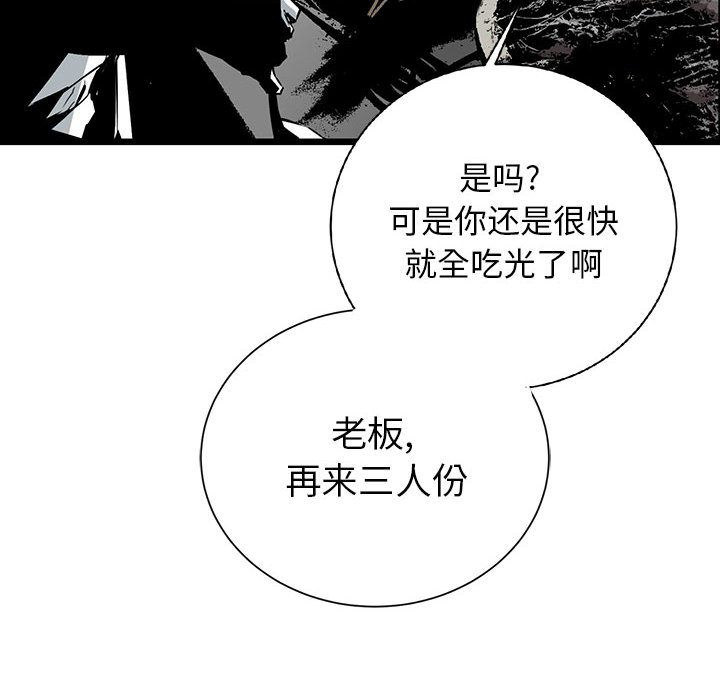 是吗?
可是你还是很快
就全吃光了啊
老板,
再来三人份